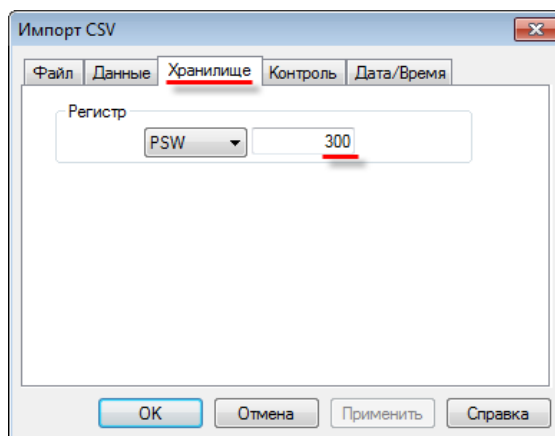 Импорт CSV
Файл Данные Хранилище Контроль Дата/Время
Регистр
PSW 300
OK Отмена Применить Справка